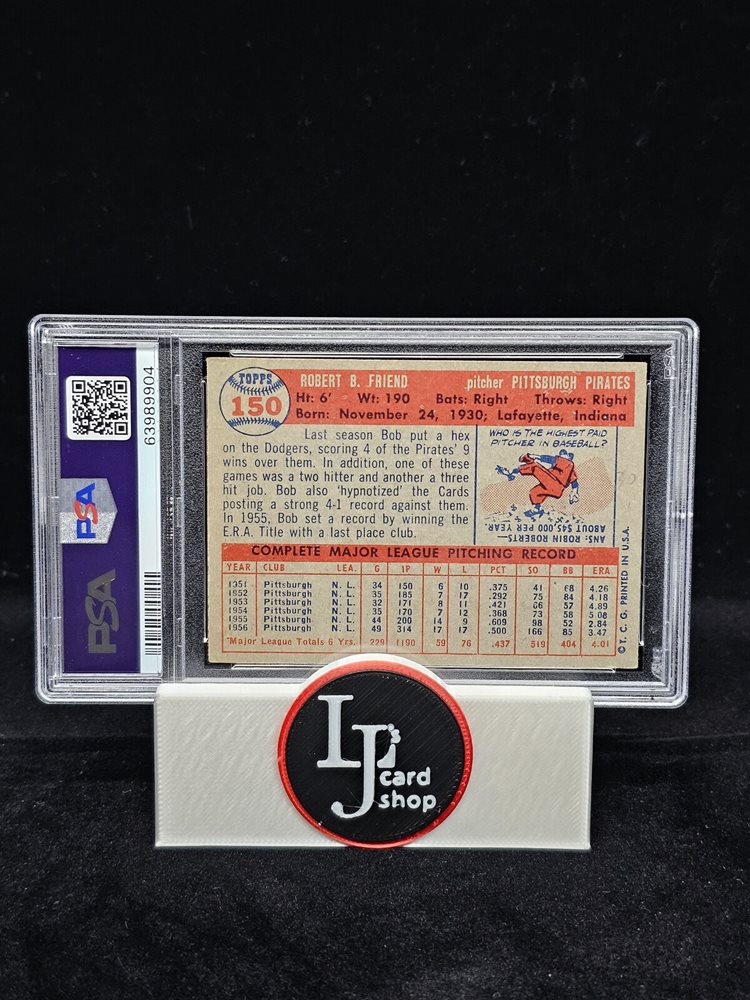 63989904
PSA
PSA
TOPPS
150
ROBERT B. FRIEND pitcher PITTSBURGH PIRATES
Ht: 6' Wt: 190 Bats: Right Throws: Right
Born: November 24, 1930; Lafayette, Indiana
Last season Bob put a hex
on the Dodgers, scoring 4 of the Pirates' 9
wins over them. In addition, one of these
games was a two hitter and another a three
hit job. Bob also 'hypnotized' the Cards
posting a strong 4-1 record against them.
In 1955, Bob set a record by winning the
E.R.A. Title with a last place club.
WHO IS THE HIGHEST PAID
PITCHER IN BASEBALL?
ANS: ROBIN ROBERTS—
ABOUT $45,000 PER YEAR.
COMPLETE MAJOR LEAGUE PITCHING RECORD
YEAR CLUB LEA. G IP W L PCT SO BB ERA
1951 Pittsburgh N. L. 34 150 6 10 .375 41 68 4.26
1952 Pittsburgh N. L. 35 185 7 17 .292 75 84 4.18
1953 Pittsburgh N. L. 32 171 8 11 .421 66 57 4.89
1954 Pittsburgh N. L. 35 170 7 12 .368 73 58 5.08
1955 Pittsburgh N. L. 44 200 14 9 .609 98 52 2.84
1956 Pittsburgh N. L. 49 314 17 17 .500 166 85 3.47
*Major League Totals 6 Yrs. 229 1190 59 76 .437 519 404 4.01
© T. C. G. PRINTED IN U.S.A.
LJ's
card
shop